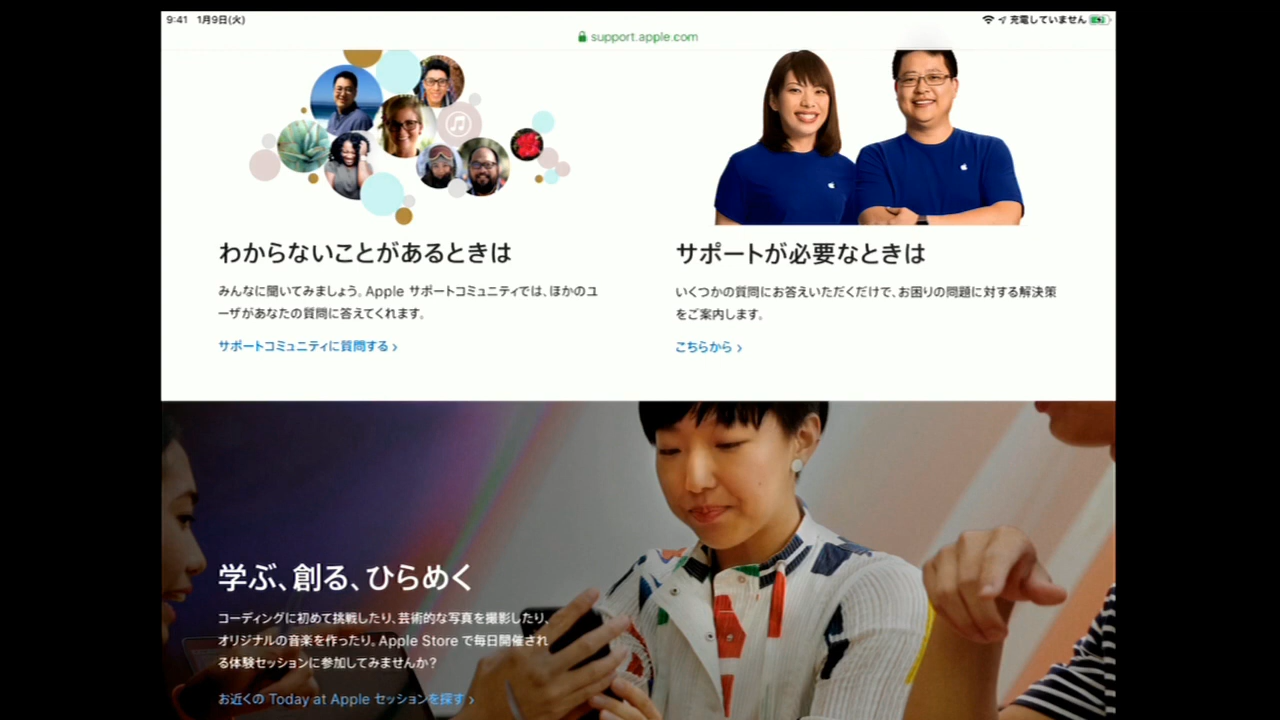 9:41 1月9日(火)
充電していません
support.apple.com
わからないことがあるときは
みんなに聞いてみましょう。Apple サポートコミュニティでは、ほかのユ
ーザがあなたの質問に答えてくれます。
サポートコミュニティに質問する ›
サポートが必要なときは
いくつかの質問にお答えいただくだけで、お困りの問題に対する解決策
をご案内します。
こちらから ›
学ぶ、創る、ひらめく
コーディングに初めて挑戦したり、芸術的な写真を撮影したり、
オリジナルの音楽を作ったり。Apple Store で毎日開催され
る体験セッションに参加してみませんか?
お近くの Today at Apple セッションを探す ›